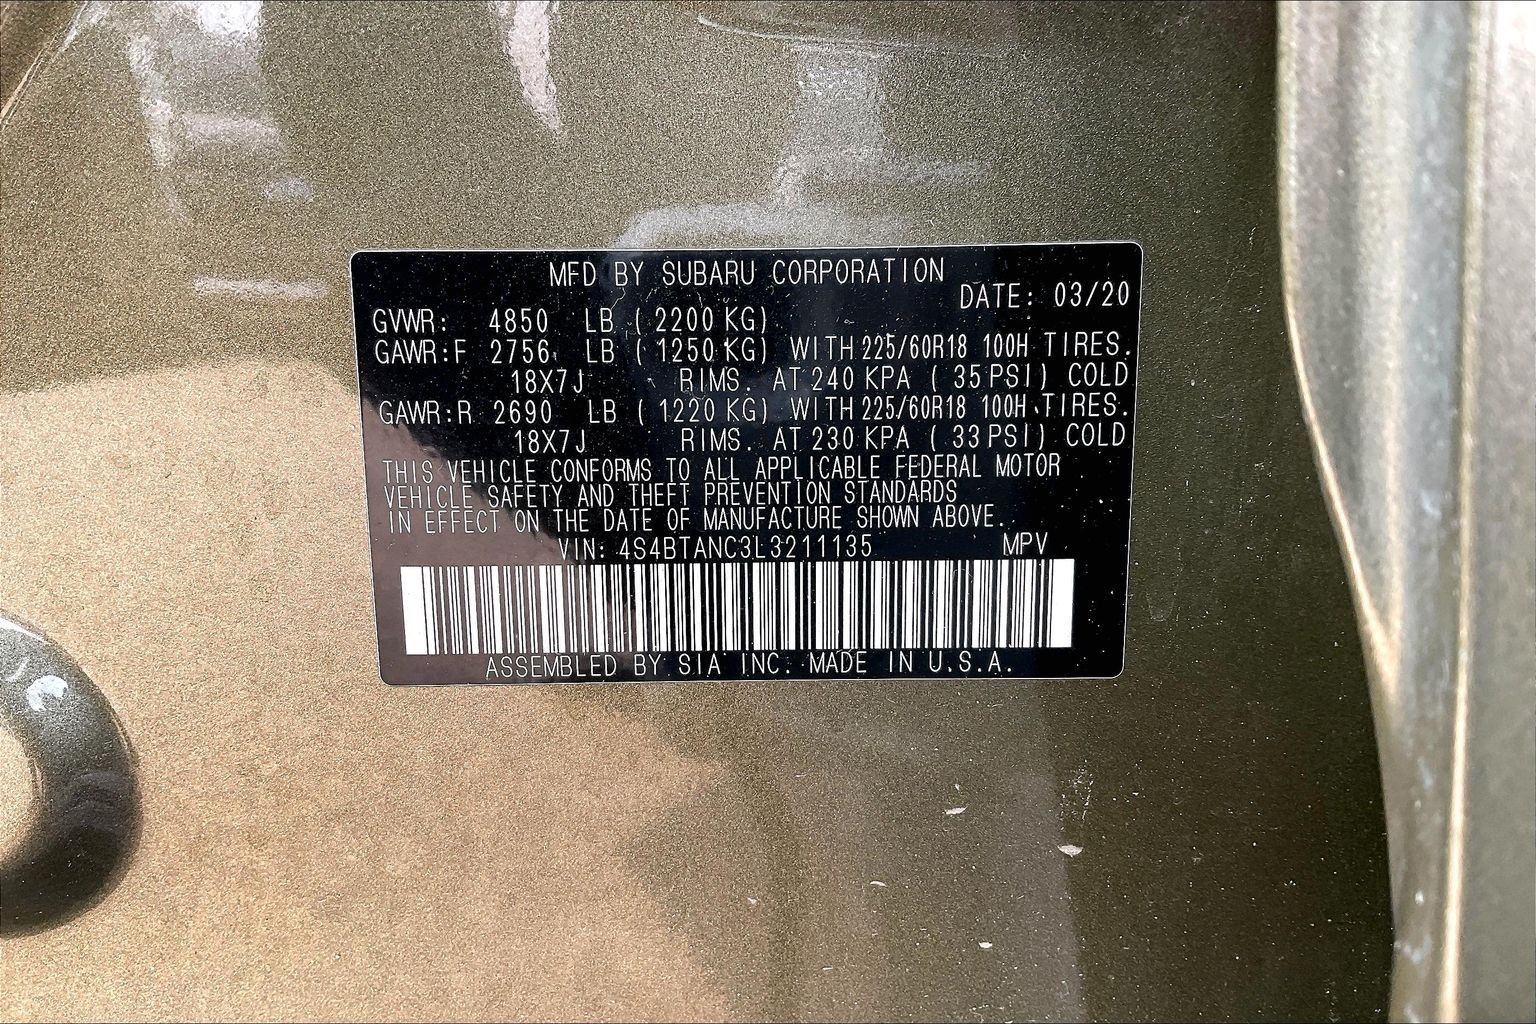 MFD BY SUBARU CORPORATION
DATE: 03/20
GVWR: 4850 LB ( 2200 KG)
GAWR:F 2756 LB ( 1250 KG) WITH 225/60R18 100H TIRES.
18X7J RIMS. AT 240 KPA ( 35 PSI) COLD
GAWR:R 2690 LB ( 1220 KG) WITH 225/60R18 100H TIRES.
18X7J RIMS. AT 230 KPA ( 33 PSI) COLD
THIS VEHICLE CONFORMS TO ALL APPLICABLE FEDERAL MOTOR
VEHICLE SAFETY AND THEFT PREVENTION STANDARDS
IN EFFECT ON THE DATE OF MANUFACTURE SHOWN ABOVE.
VIN: 4S4BTANC3L3211135 MPV
ASSEMBLED BY SIA INC. MADE IN U.S.A.